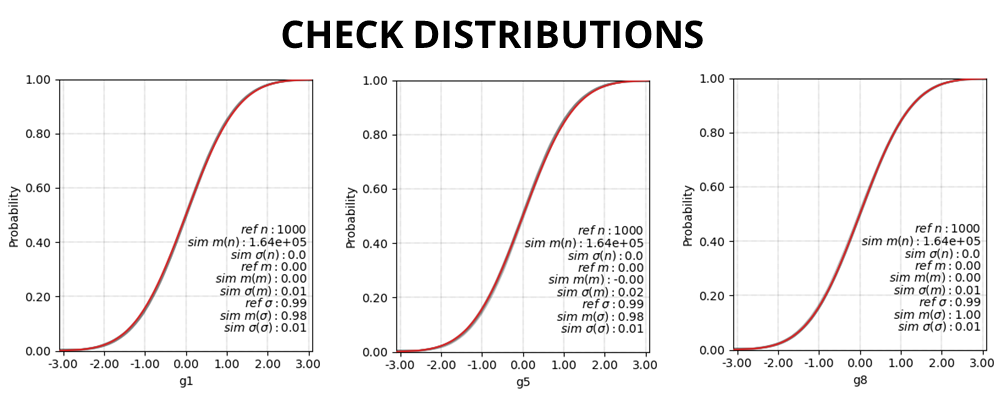 CHECK DISTRIBUTIONS
1.00
0.80
0.60
0.40
0.20
0.00
Probability
ref n : 1000
sim m(n) : 1.64e+05
sim σ(n) : 0.0
ref m : 0.00
sim m(m) : 0.00
sim σ(m) : 0.01
ref σ : 0.99
sim m(σ) : 0.98
sim σ(σ) : 0.01
-3.00 -2.00 -1.00 0.00 1.00 2.00 3.00
g1
1.00
0.80
0.60
0.40
0.20
0.00
Probability
ref n : 1000
sim m(n) : 1.64e+05
sim σ(n) : 0.0
ref m : 0.00
sim m(m) : -0.00
sim σ(m) : 0.02
ref σ : 0.99
sim m(σ) : 0.98
sim σ(σ) : 0.01
-3.00 -2.00 -1.00 0.00 1.00 2.00 3.00
g5
1.00
0.80
0.60
0.40
0.20
0.00
Probability
ref n : 1000
sim m(n) : 1.64e+05
sim σ(n) : 0.0
ref m : 0.00
sim m(m) : 0.00
sim σ(m) : 0.01
ref σ : 0.99
sim m(σ) : 1.00
sim σ(σ) : 0.01
-3.00 -2.00 -1.00 0.00 1.00 2.00 3.00
g8